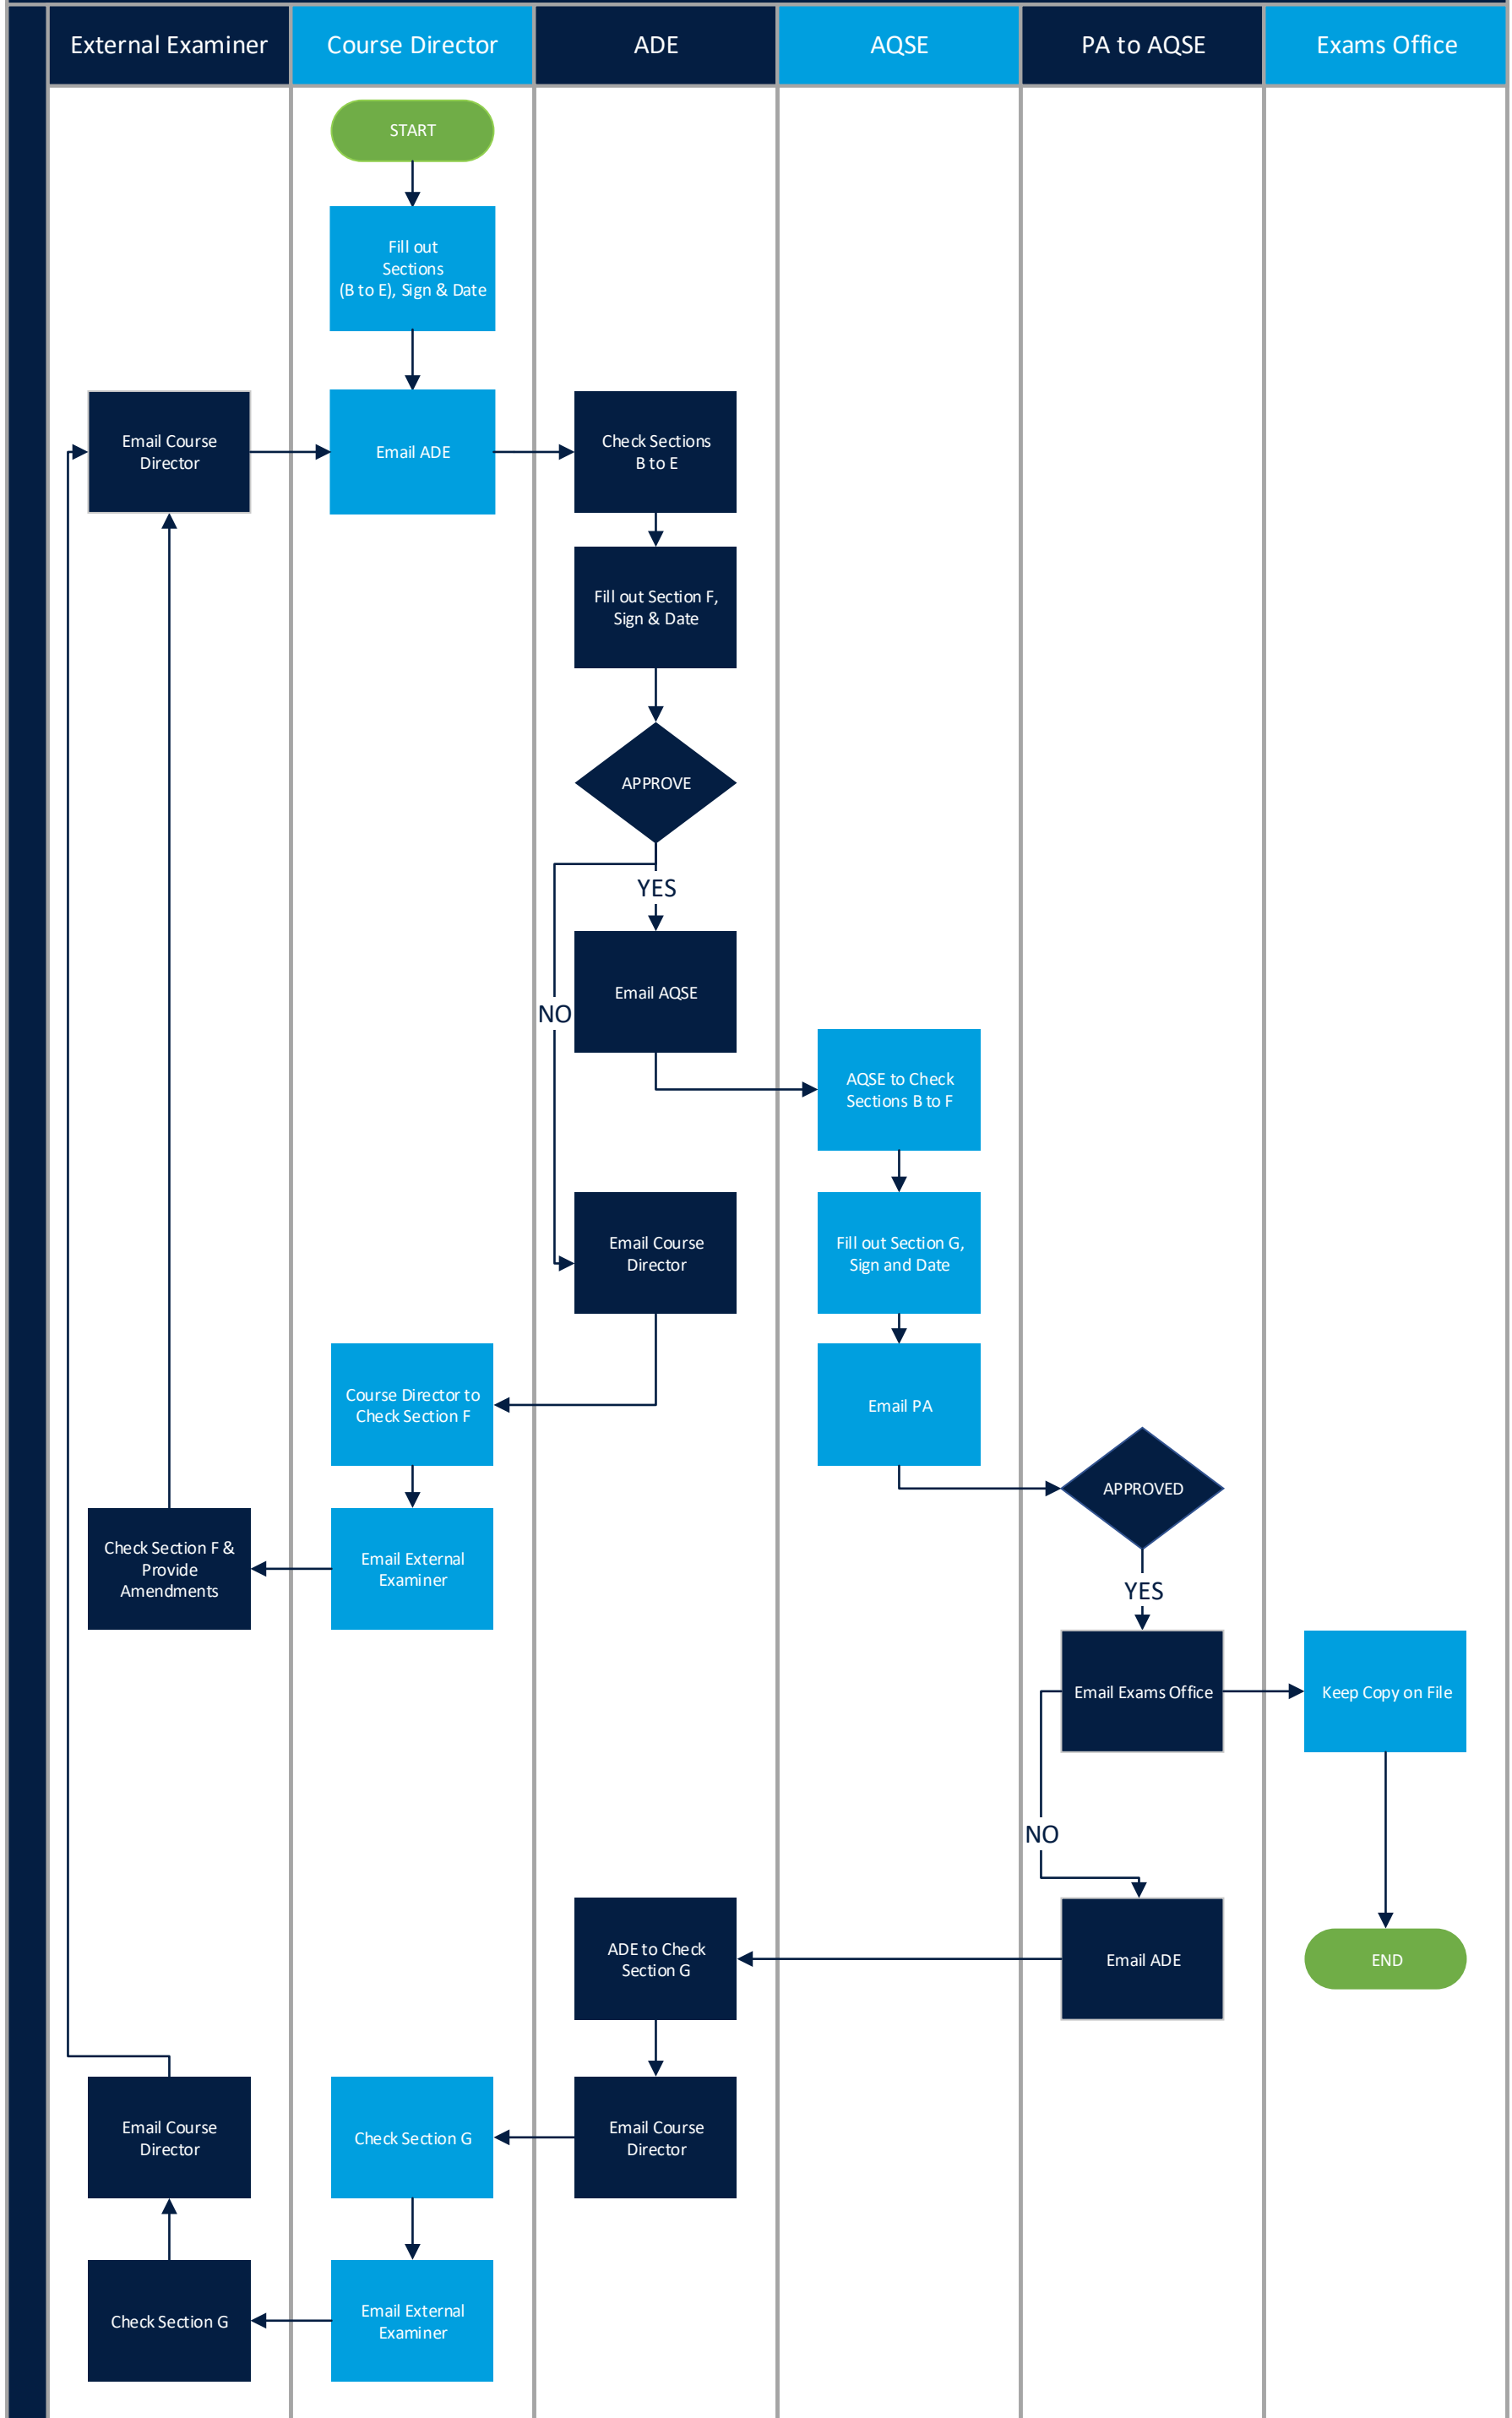 External Examiner
Course Director
ADE
AQSE
PA to AQSE
Exams Office
START
Fill out
Sections
(B to E), Sign & Date
Email Course
Director
Email ADE
Check Sections
B to E
Fill out Section F,
Sign & Date
APPROVE
YES
Email AQSE
NO
AQSE to Check
Sections B to F
Email Course
Director
Fill out Section G,
Sign and Date
Course Director to
Check Section F
Email PA
APPROVED
Check Section F &
Provide
Amendments
Email External
Examiner
YES
Email Exams Office
Keep Copy on File
NO
ADE to Check
Section G
Email ADE
END
Email Course
Director
Check Section G
Email Course
Director
Check Section G
Email External
Examiner